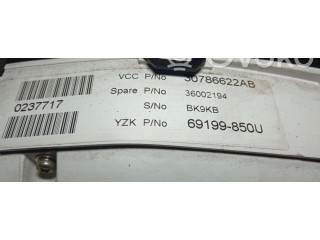 VCC P/No 30786622AB
Spare P/No 36002194
0237717
S/No BK9KB
YZK P/No 69199-850U